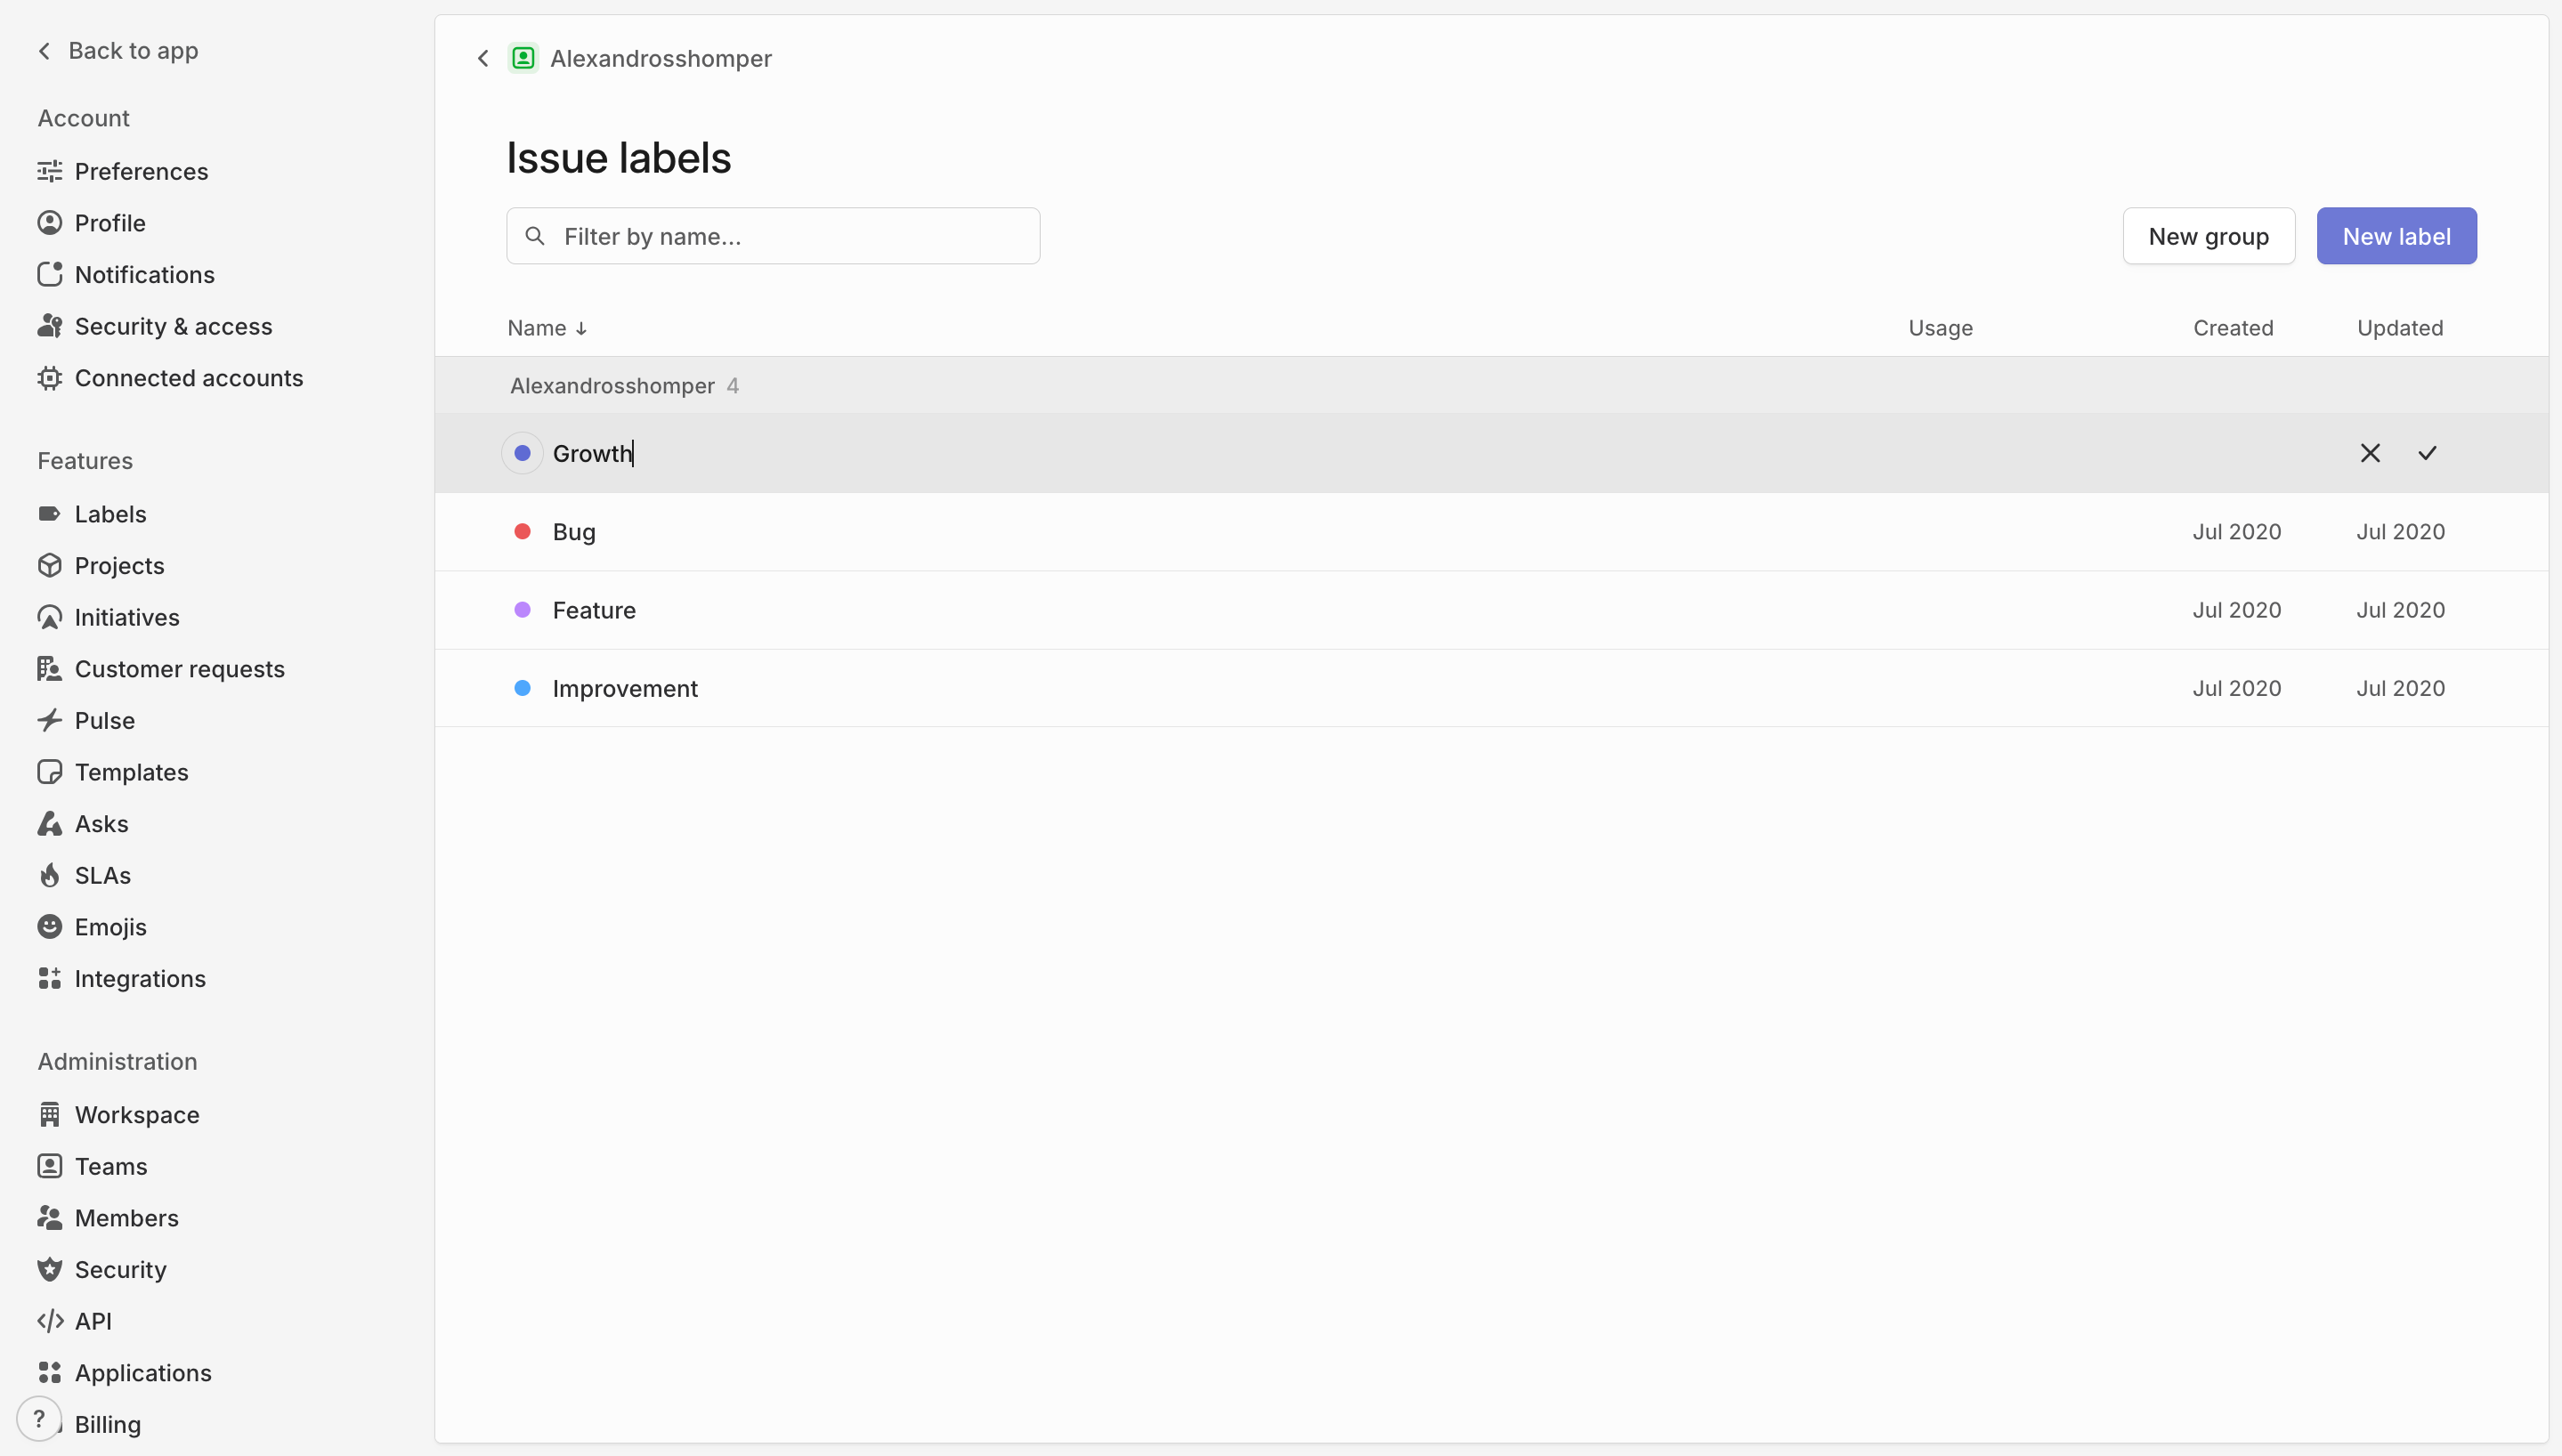 Back to app
Account
Preferences
Profile
Notifications
Security & access
Connected accounts
Features
Labels
Projects
Initiatives
Customer requests
Pulse
Templates
Asks
SLAs
Emojis
Integrations
Administration
Workspace
Teams
Members
Security
API
Applications
Billing
?
Alexandrosshomper
Issue labels
Filter by name...
New group
New label
Name Usage Created Updated
Alexandrosshomper 4
Growth
Bug Jul 2020 Jul 2020
Feature Jul 2020 Jul 2020
Improvement Jul 2020 Jul 2020